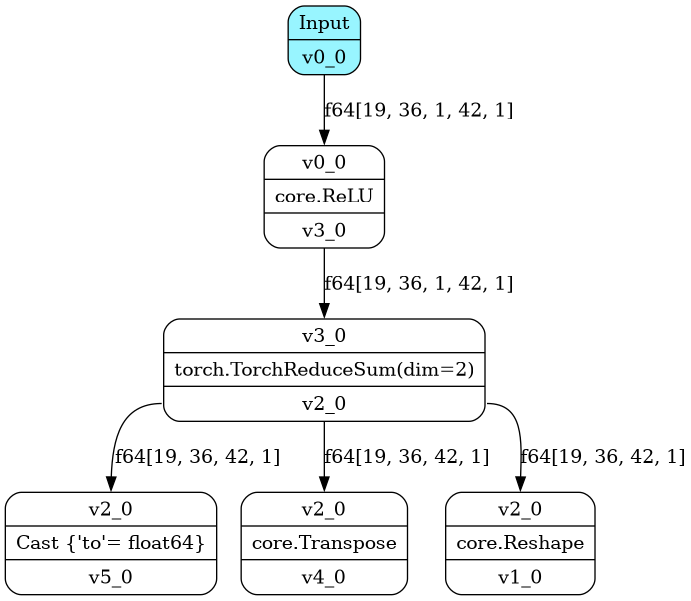 Input
v0_0
f64[19, 36, 1, 42, 1]
v0_0
core.ReLU
v3_0
f64[19, 36, 1, 42, 1]
v3_0
torch.TorchReduceSum(dim=2)
v2_0
f64[19, 36, 42, 1]
f64[19, 36, 42, 1]
f64[19, 36, 42, 1]
v2_0
Cast {'to'= float64}
v5_0
v2_0
core.Transpose
v4_0
v2_0
core.Reshape
v1_0